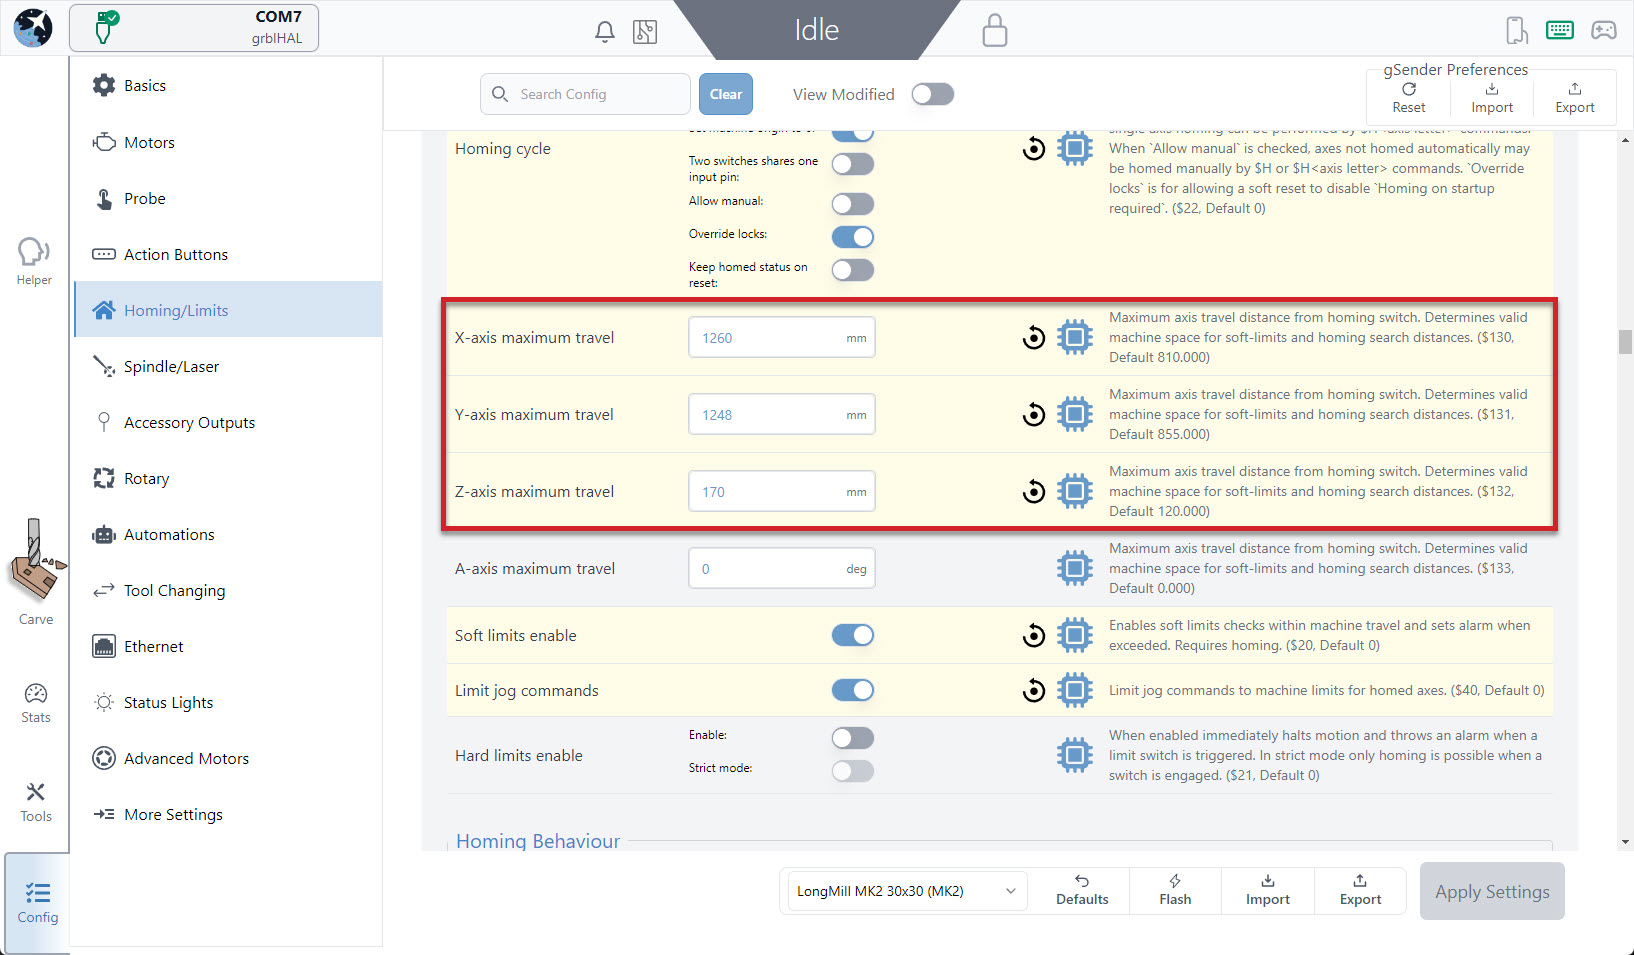 COM7
grblHAL
Idle
Helper
Carve
Stats
Tools
Config
Basics
Motors
Probe
Action Buttons
Homing/Limits
Spindle/Laser
Accessory Outputs
Rotary
Automations
Tool Changing
Ethernet
Status Lights
Advanced Motors
More Settings
Search Config
Clear
View Modified
gSender Preferences
Reset
Import
Export
Homing cycle
Two switches shares one
input pin:
Allow manual:
Override locks:
Keep homed status on
reset:
single axis homing can be performed by $H<axis letter> commands.
When `Allow manual` is checked, axes not homed automatically may
be homed manually by $H or $H<axis letter> commands. `Override
locks` is for allowing a soft reset to disable `Homing on startup
required`. ($22, Default 0)
X-axis maximum travel
1260 mm
Maximum axis travel distance from homing switch. Determines valid
machine space for soft-limits and homing search distances. ($130,
Default 810.000)
Y-axis maximum travel
1248 mm
Maximum axis travel distance from homing switch. Determines valid
machine space for soft-limits and homing search distances. ($131,
Default 855.000)
Z-axis maximum travel
170 mm
Maximum axis travel distance from homing switch. Determines valid
machine space for soft-limits and homing search distances. ($132,
Default 120.000)
A-axis maximum travel
0 deg
Maximum axis travel distance from homing switch. Determines valid
machine space for soft-limits and homing search distances. ($133,
Default 0.000)
Soft limits enable
Enables soft limits checks within machine travel and sets alarm when
exceeded. Requires homing. ($20, Default 0)
Limit jog commands
Limit jog commands to machine limits for homed axes. ($40, Default 0)
Hard limits enable
Enable:
Strict mode:
When enabled immediately halts motion and throws an alarm when a
limit switch is triggered. In strict mode only homing is possible when a
switch is engaged. ($21, Default 0)
Homing Behaviour
LongMill MK2 30x30 (MK2)
Defaults
Flash
Import
Export
Apply Settings